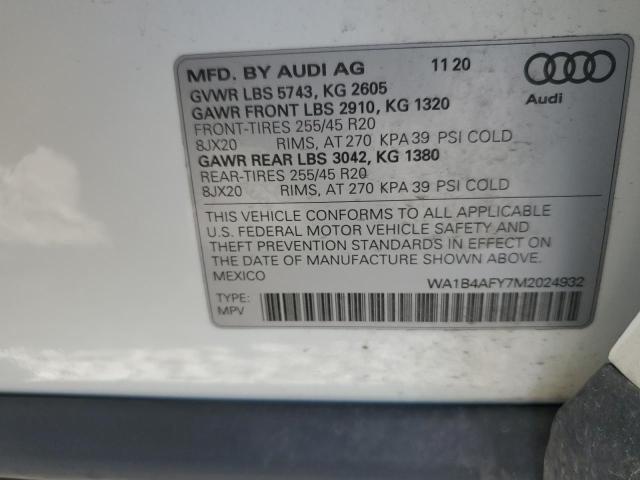 MFD. BY AUDI AG 11 20
GVWR LBS 5743, KG 2605
GAWR FRONT LBS 2910, KG 1320
FRONT-TIRES 255/45 R20
8JX20 RIMS, AT 270 KPA 39 PSI COLD
GAWR REAR LBS 3042, KG 1380
REAR-TIRES 255/45 R20
8JX20 RIMS, AT 270 KPA 39 PSI COLD
Audi
THIS VEHICLE CONFORMS TO ALL APPLICABLE
U.S. FEDERAL MOTOR VEHICLE SAFETY AND
THEFT PREVENTION STANDARDS IN EFFECT ON
THE DATE OF MANUFACTURE SHOWN ABOVE.
MEXICO WA1B4AFY7M2024932
TYPE:
MPV